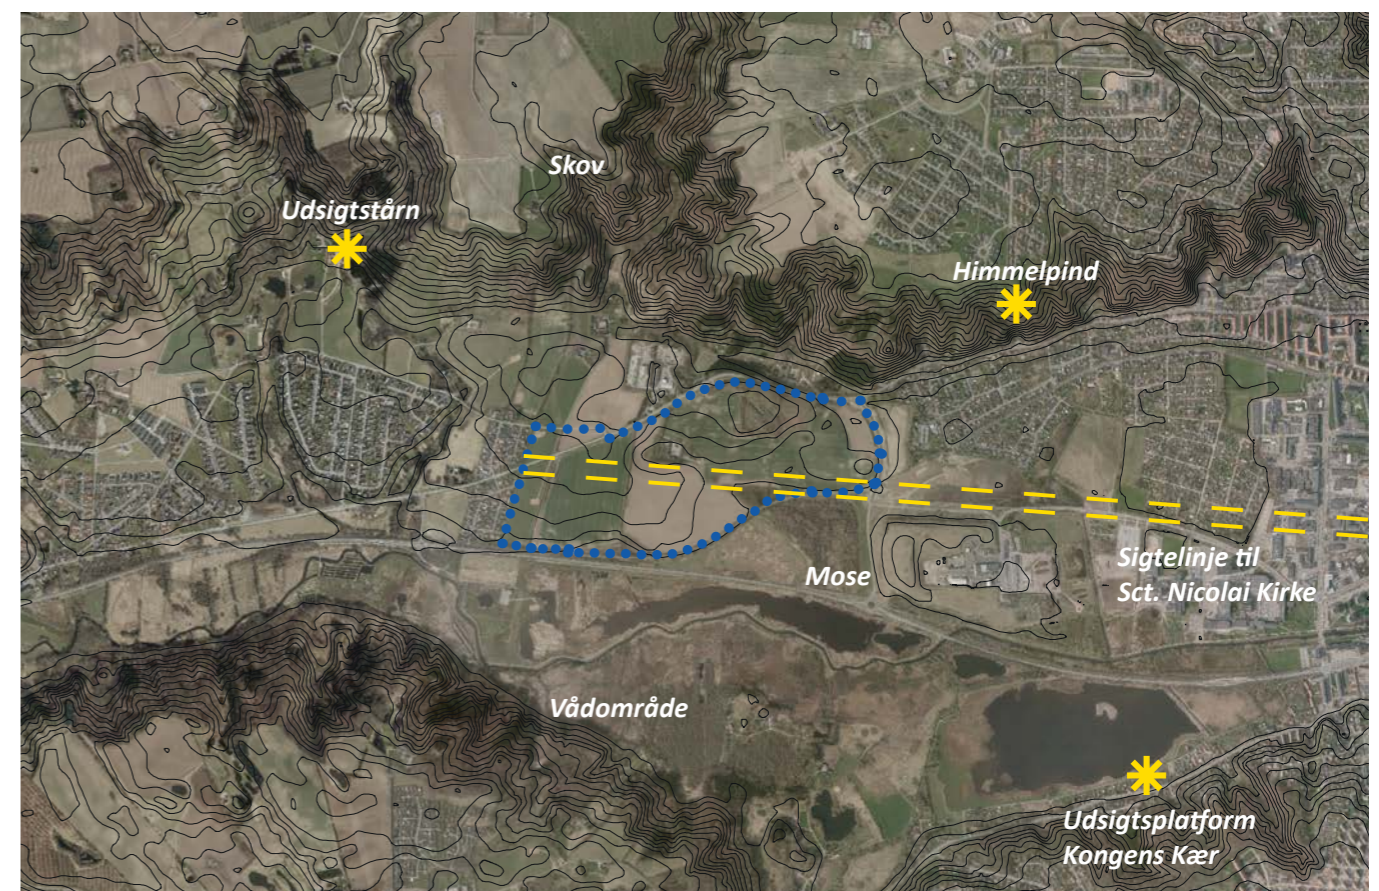 Skov
Udsigtstårn
Himmelpind
Sigtelinje til
Sct. Nicolai Kirke
Mose
Vådområde
Udsigtsplatform
Kongens Kær